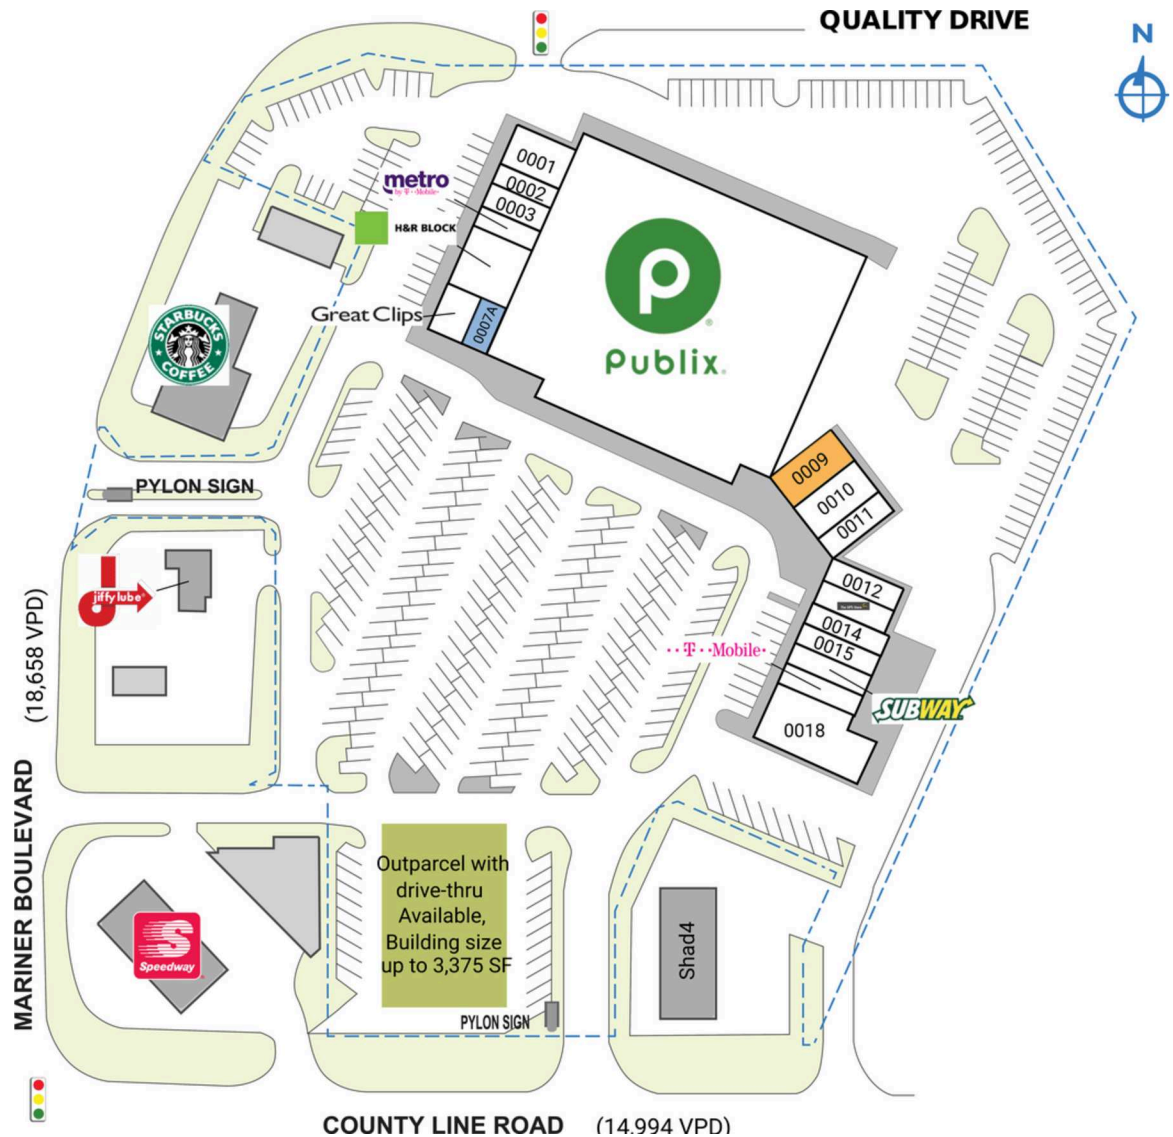 QUALITY DRIVE
N
0001
0002
0003
metro
by T-Mobile
H&R BLOCK
Great Clips
0007A
Publix.
STARBUCKS
COFFEE
0009
0010
0011
PYLON SIGN
jiffy lube
0012
0014
0015
T-Mobile
SUBWAY
0018
(18,658 VPD)
MARINER BOULEVARD
Outparcel with
drive-thru
Available,
Building size
up to 3,375 SF
Shad4
S
Speedway
PYLON SIGN
COUNTY LINE ROAD (14,994 VPD)